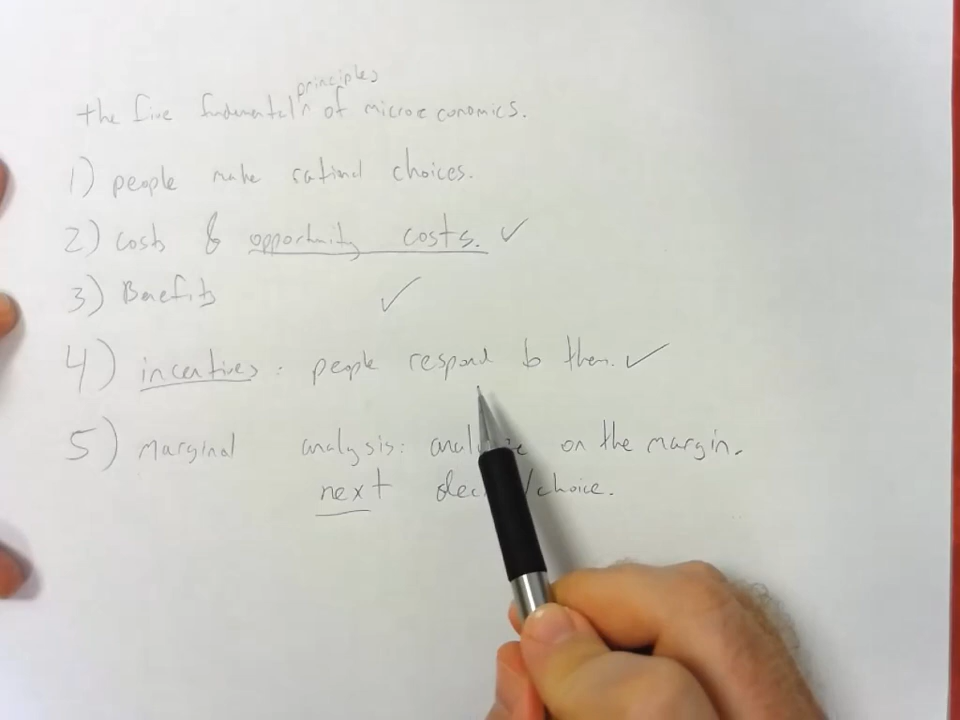 the five fundemental principles of microeconomics.
1) people make rational choices.
2) costs & opportunity costs. ✓
3) Benefits ✓
4) incentives: people respond to them. ✓
5) Marginal analysis: on the margin.
next /choice.